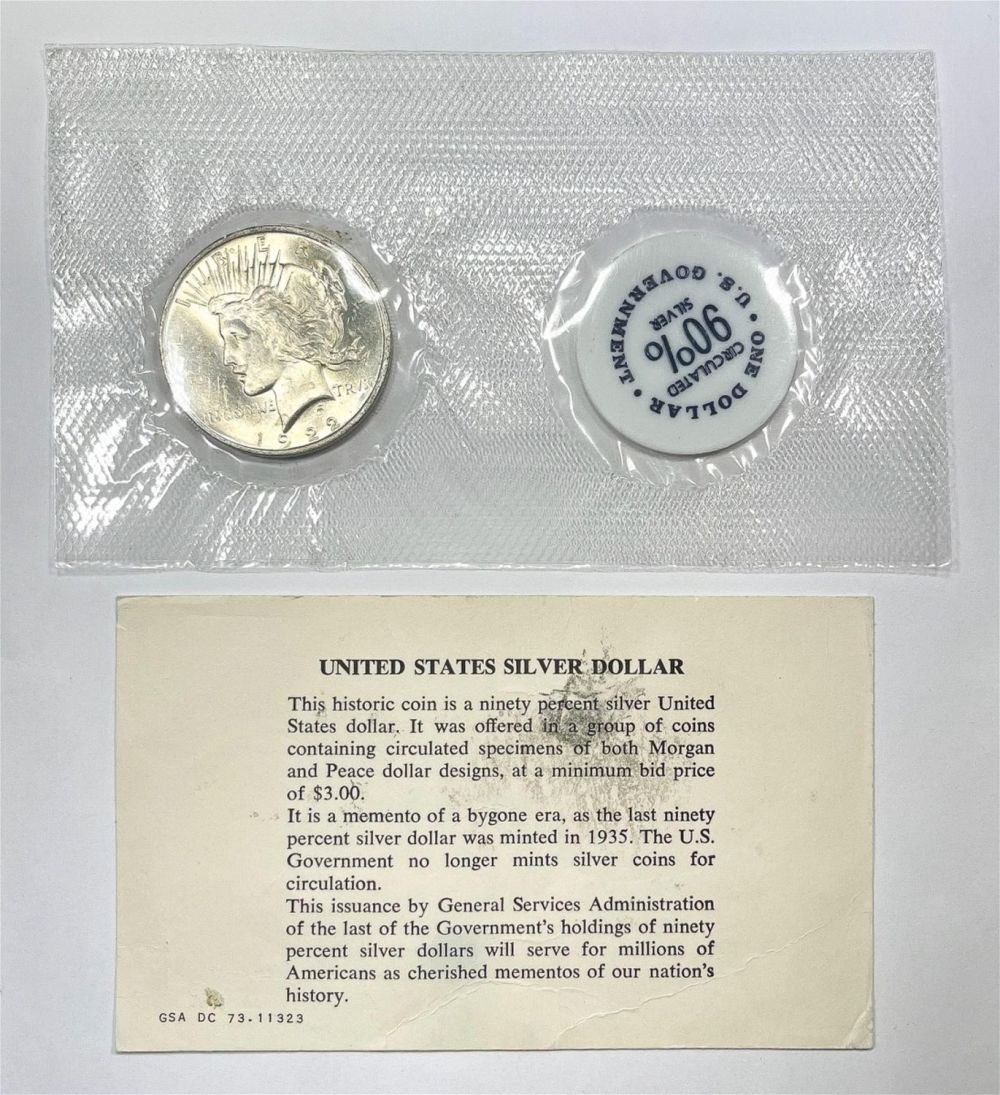 LIBER
TRV
1922
U.S. GOVERNMENT • ONE DOLLAR •
CIRCULATED
90%
SILVER
UNITED STATES SILVER DOLLAR
This historic coin is a ninety percent silver United
States dollar. It was offered in a group of coins
containing circulated specimens of both Morgan
and Peace dollar designs, at a minimum bid price
of $3.00.
It is a memento of a bygone era, as the last ninety
percent silver dollar was minted in 1935. The U.S.
Government no longer mints silver coins for
circulation.
This issuance by General Services Administration
of the last of the Government's holdings of ninety
percent silver dollars will serve for millions of
Americans as cherished mementos of our nation's
history.
GSA DC 73-11323